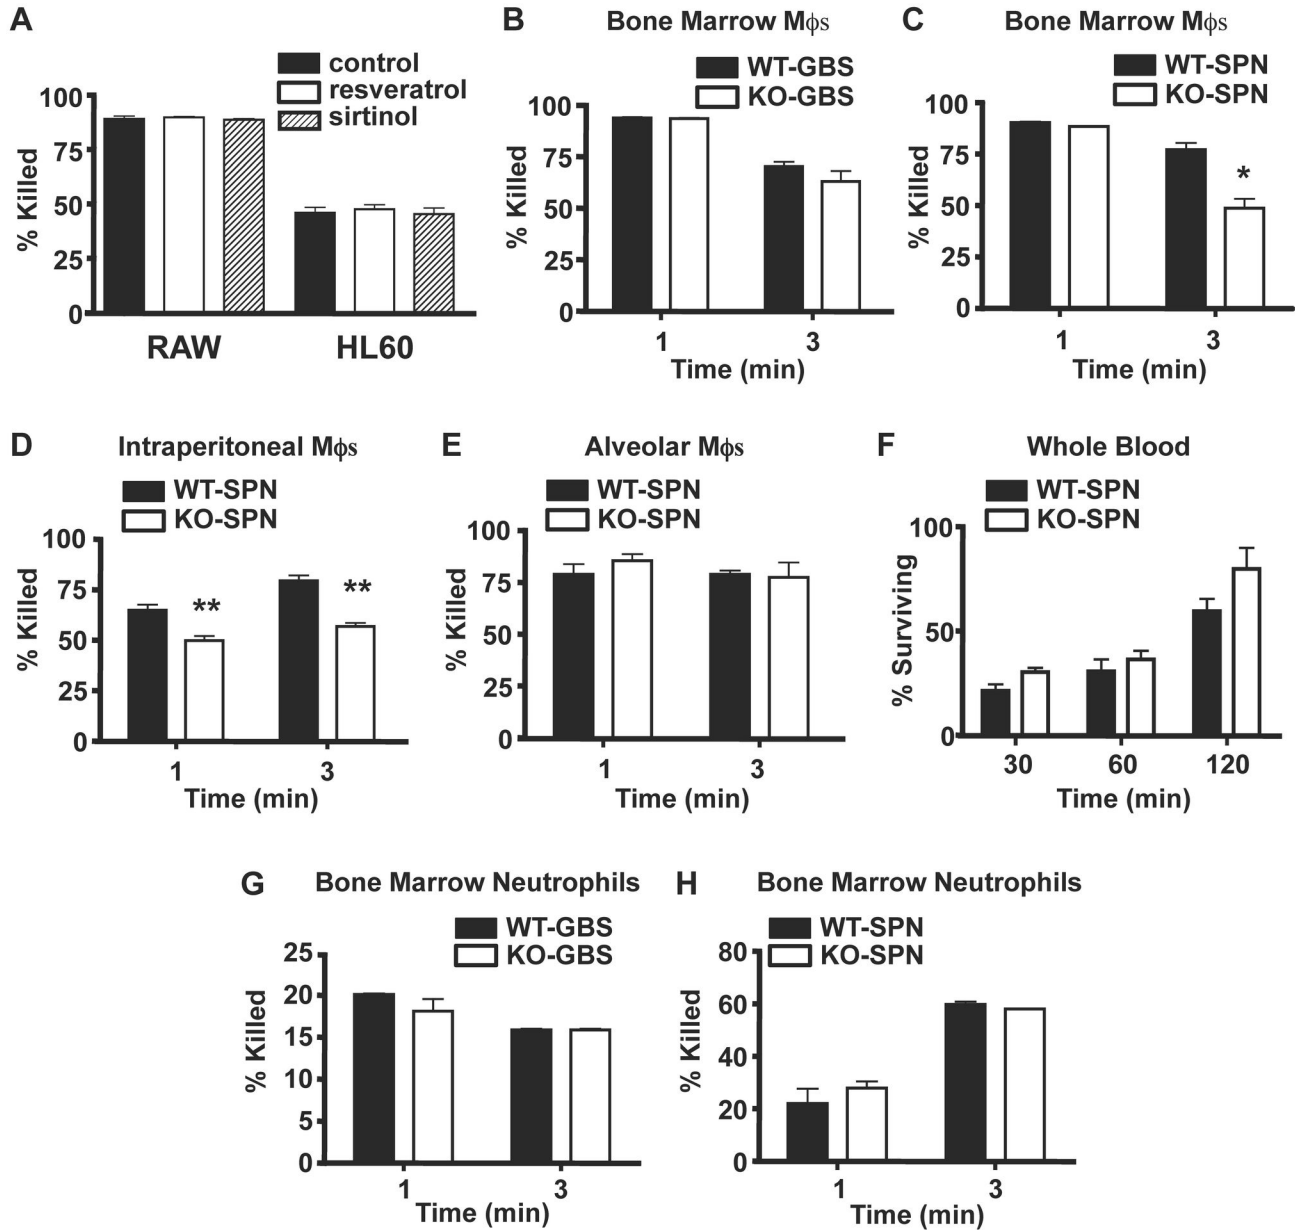 A
control
resveratrol
sirtinol
100
75
50
25
0
% Killed
RAW HL60
B Bone Marrow Mϕs
WT-GBS
KO-GBS
100
75
50
25
0
% Killed
1 3
Time (min)
C Bone Marrow Mϕs
WT-SPN
KO-SPN
100
75
50
25
0
% Killed
*
1 3
Time (min)
D Intraperitoneal Mϕs
WT-SPN
KO-SPN
100
75
50
25
0
% Killed
** **
1 3
Time (min)
E Alveolar Mϕs
WT-SPN
KO-SPN
100
75
50
25
0
% Killed
1 3
Time (min)
F Whole Blood
WT-SPN
KO-SPN
100
50
0
% Surviving
30 60 120
Time (min)
G Bone Marrow Neutrophils
WT-GBS
KO-GBS
25
20
15
10
5
0
% Killed
1 3
Time (min)
H Bone Marrow Neutrophils
WT-SPN
KO-SPN
80
60
40
20
0
% Killed
1 3
Time (min)